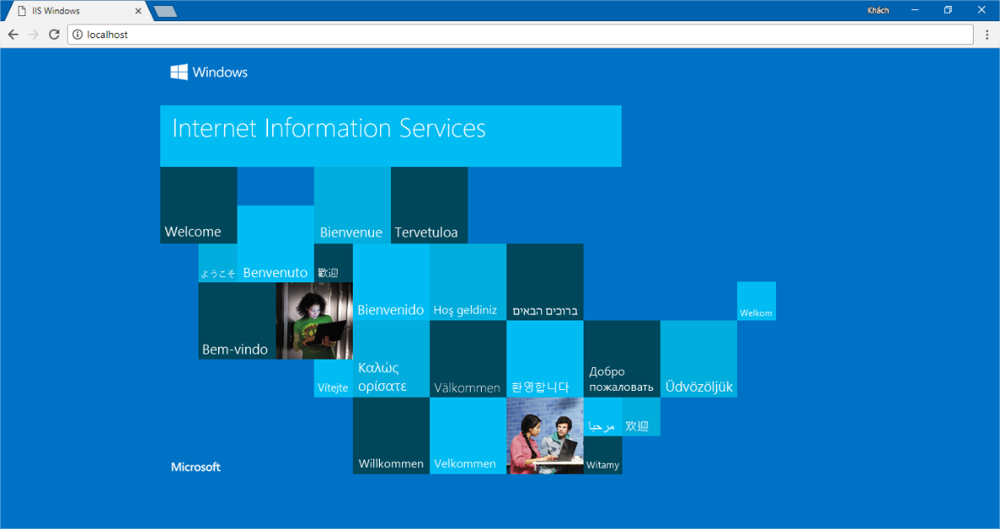 IIS Windows
Khách
localhost
Windows
Internet Information Services
Welcome
Bienvenue
Tervetuloa
ようこそ
Benvenuto
歡迎
Bienvenido
Hoş geldiniz
ברוכים הבאים
Welkom
Bem-vindo
Vítejte
Καλώς
ορίσατε
Välkommen
환영합니다
Добро
пожаловать
Üdvözöljük
Willkommen
Velkommen
مرحبا
欢迎
Witamy
Microsoft